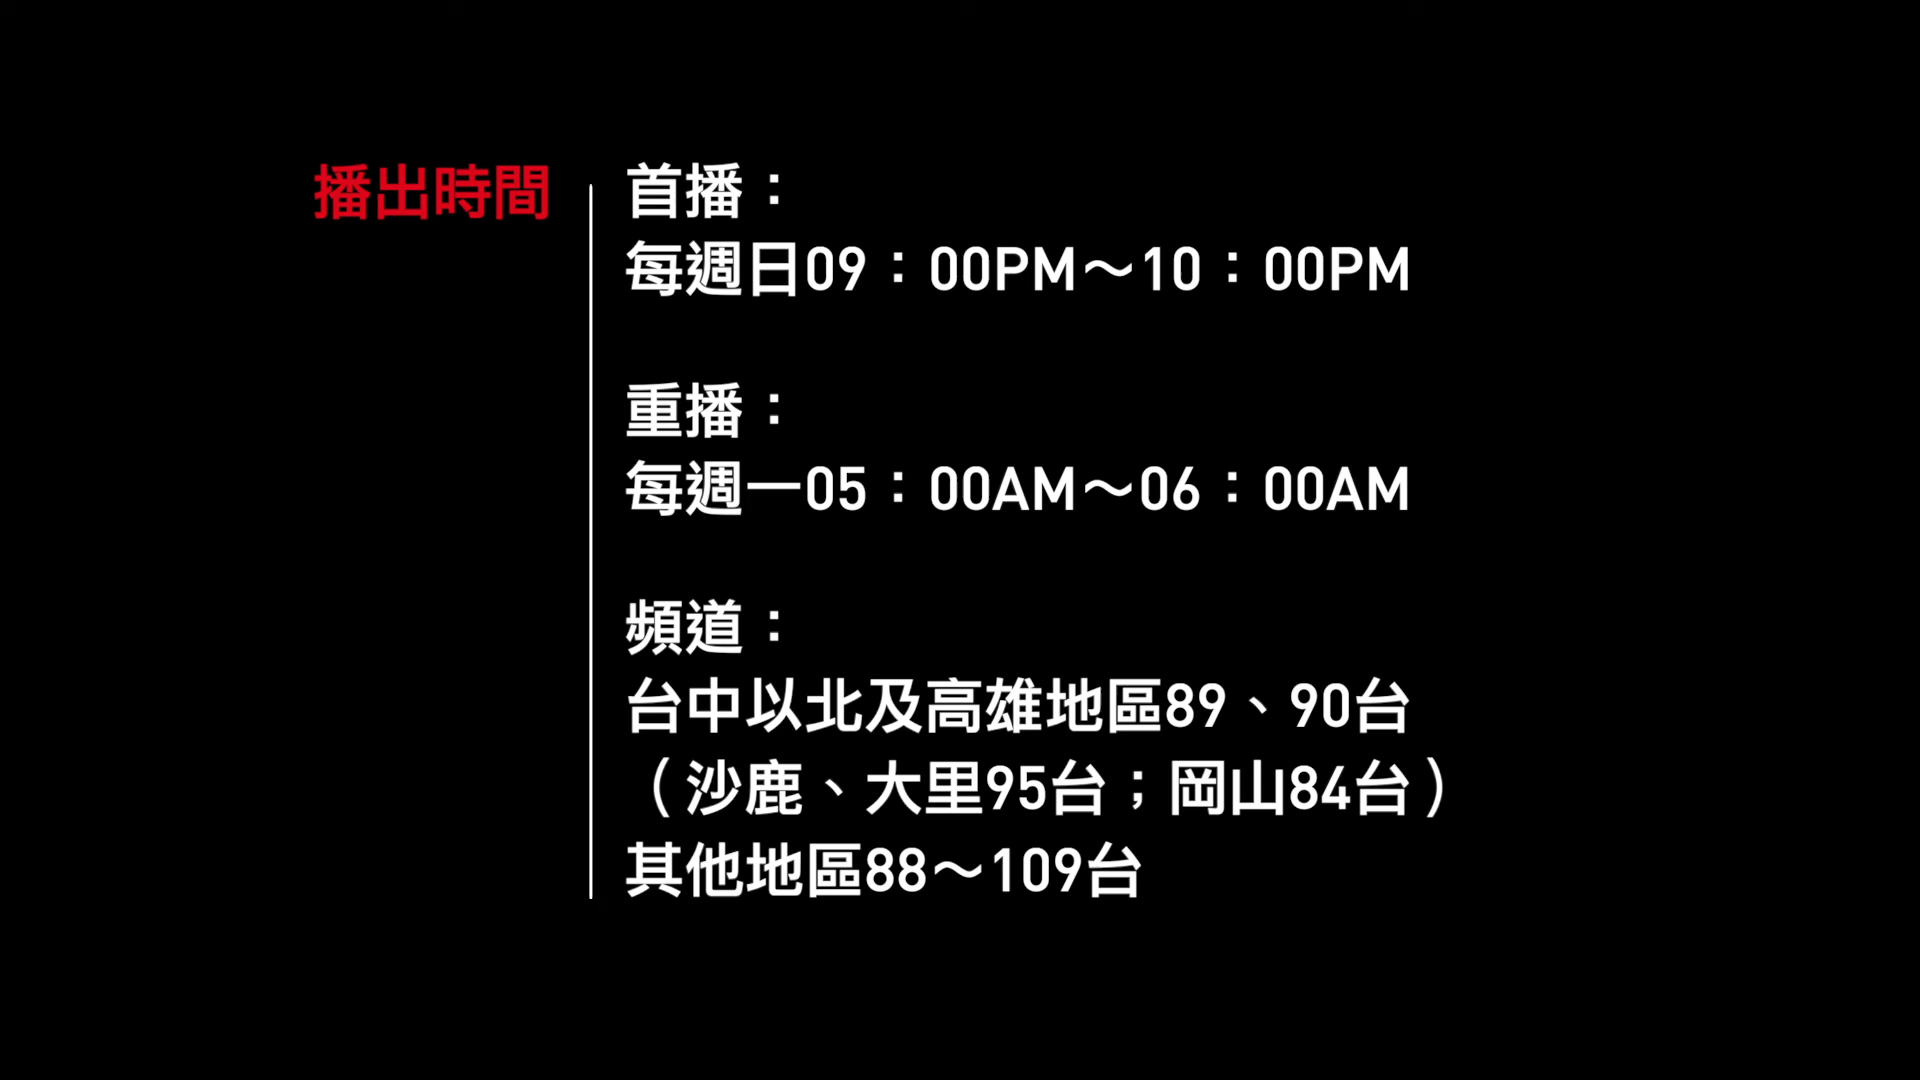 播出時間
首播：
每週日09：00PM～10：00PM
重播：
每週一05：00AM～06：00AM
頻道：
台中以北及高雄地區89、90台
（沙鹿、大里95台；岡山84台）
其他地區88～109台